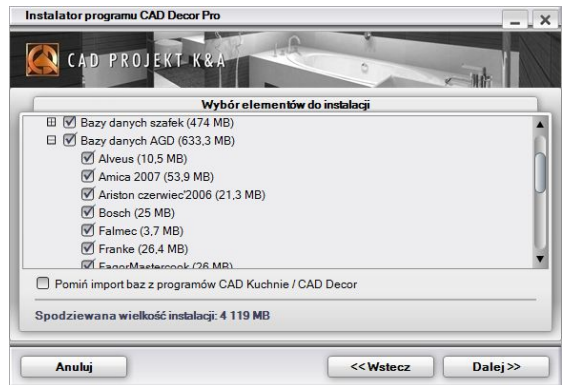 Instalator programu CAD Decor Pro
CAD PROJEKT K&A
Wybór elementów do instalacji
Bazy danych szafek (474 MB)
Bazy danych AGD (633,3 MB)
Alveus (10,5 MB)
Amica 2007 (53,9 MB)
Ariston czerwiec'2006 (21,3 MB)
Bosch (25 MB)
Falmec (3,7 MB)
Franke (26,4 MB)
FagorMastercook (26 MB)
Pomiń import baz z programów CAD Kuchnie / CAD Decor
Spodziewana wielkość instalacji: 4 119 MB
Anuluj
<< Wstecz
Dalej >>